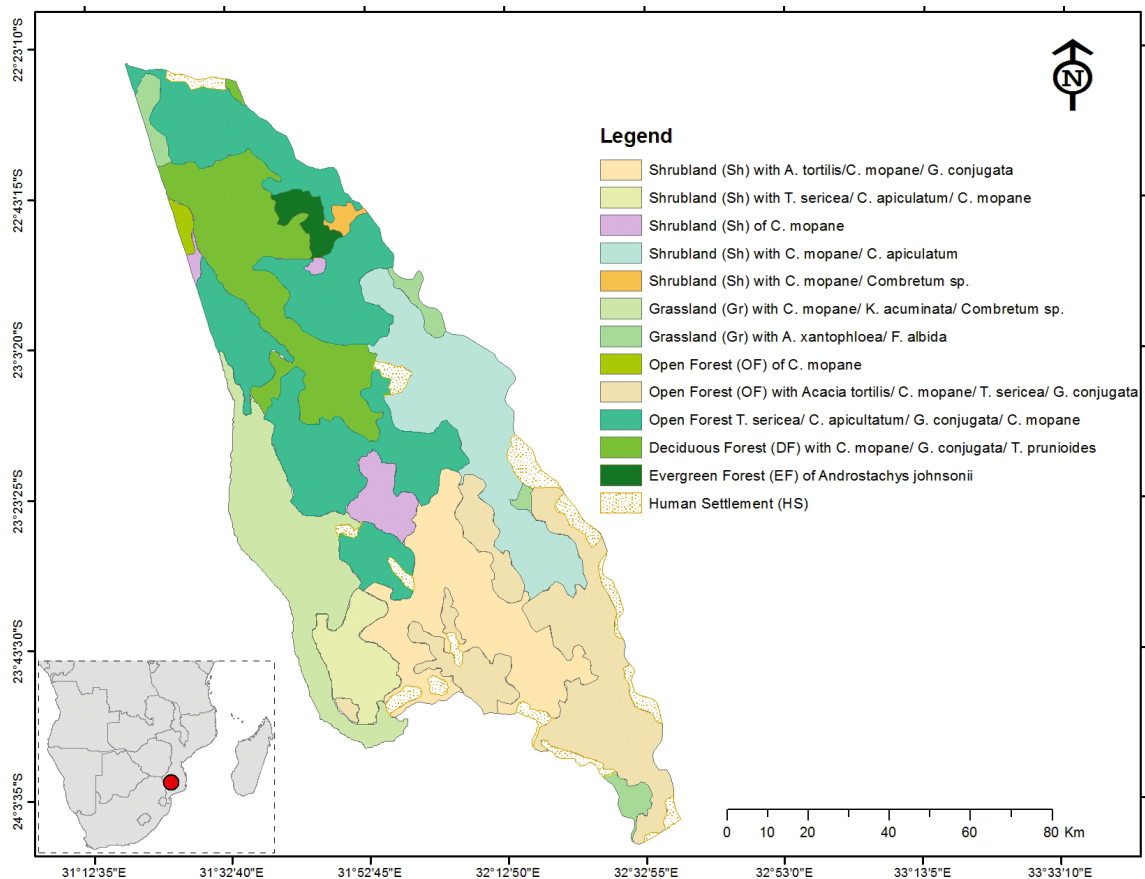 22°23'10"S
22°43'15"S
23°3'20"S
23°23'25"S
23°43'30"S
24°3'35"S
N
Legend
Shrubland (Sh) with A. tortilis/C. mopane/ G. conjugata
Shrubland (Sh) with T. sericea/ C. apiculatum/ C. mopane
Shrubland (Sh) of C. mopane
Shrubland (Sh) with C. mopane/ C. apiculatum
Shrubland (Sh) with C. mopane/ Combretum sp.
Grassland (Gr) with C. mopane/ K. acuminata/ Combretum sp.
Grassland (Gr) with A. xantophloea/ F. albida
Open Forest (OF) of C. mopane
Open Forest (OF) with Acacia tortilis/ C. mopane/ T. sericea/ G. conjugata
Open Forest T. sericea/ C. apicultatum/ G. conjugata/ C. mopane
Deciduous Forest (DF) with C. mopane/ G. conjugata/ T. prunioides
Evergreen Forest (EF) of Androstachys johnsonii
Human Settlement (HS)
0 10 20 40 60 80 Km
31°12'35"E 31°32'40"E 31°52'45"E 32°12'50"E 32°32'55"E 32°53'0"E 33°13'5"E 33°33'10"E